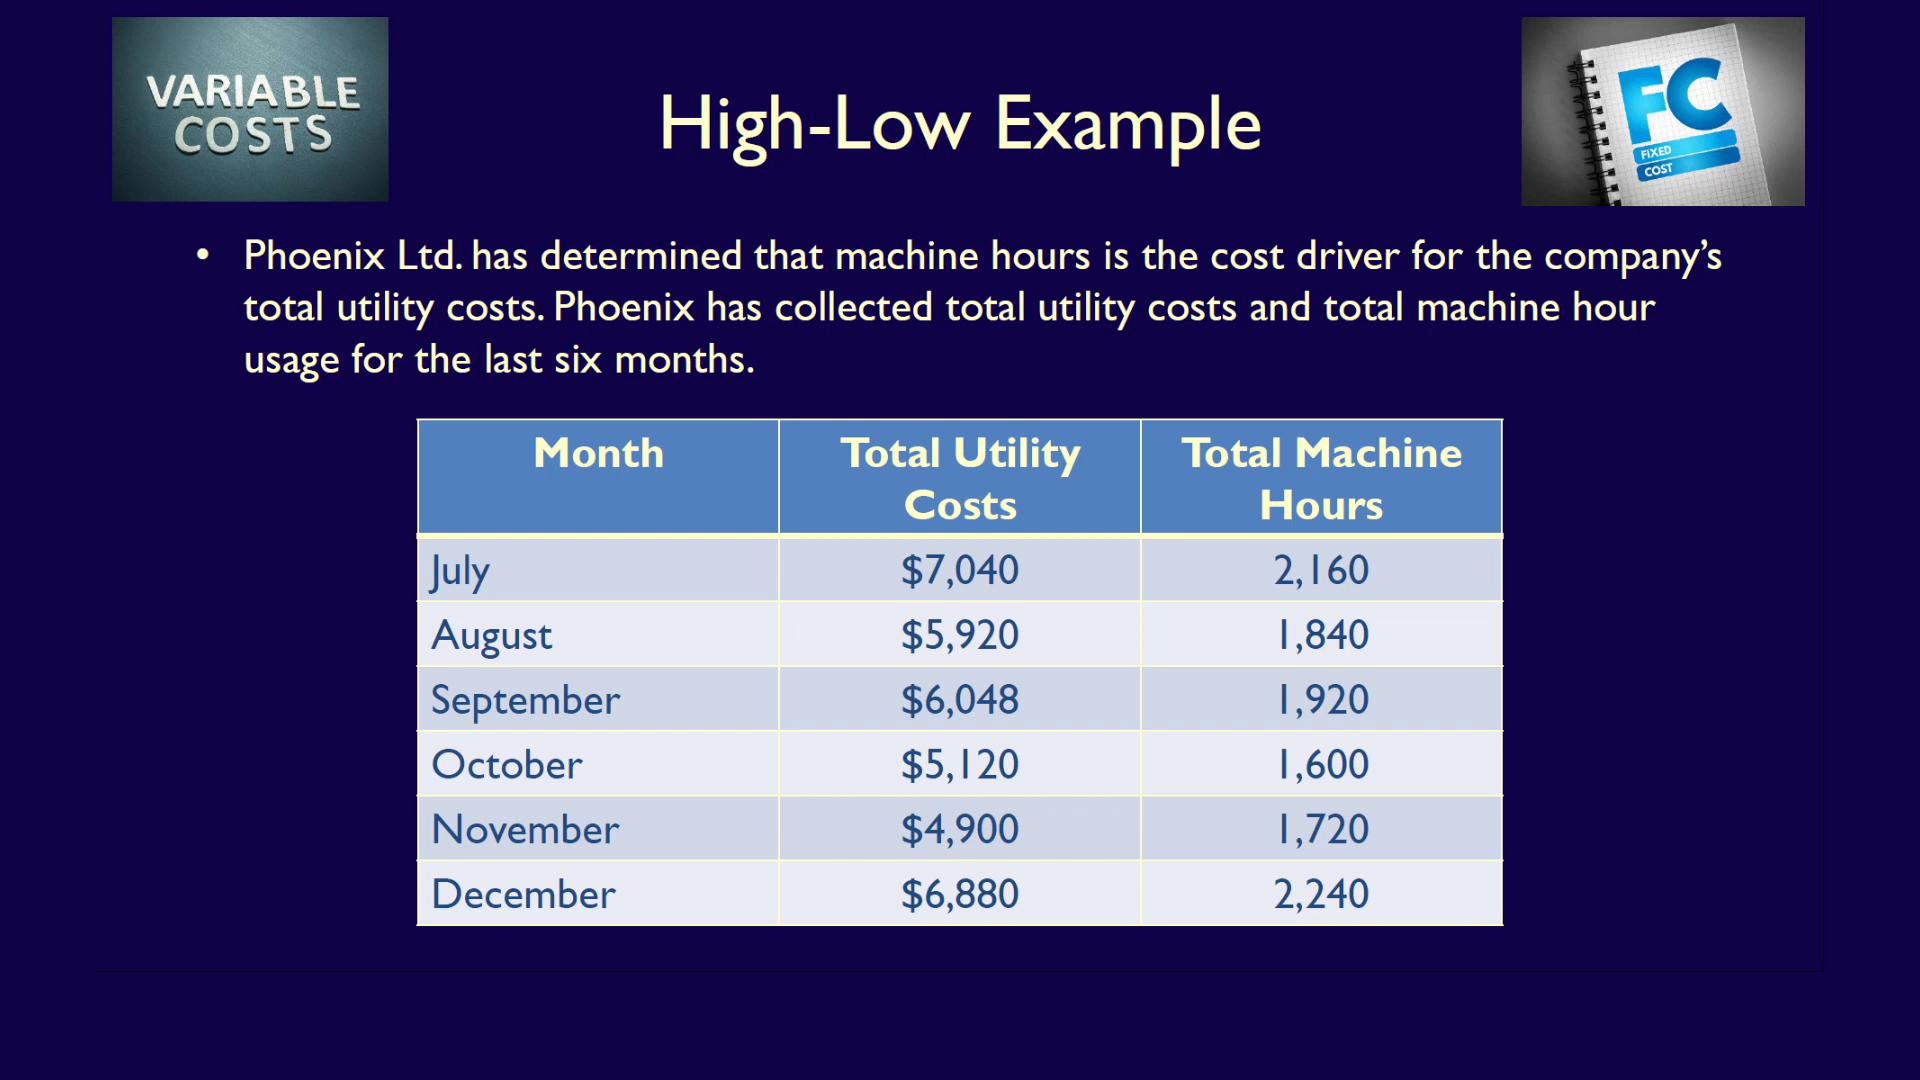 VARIABLE
COSTS
High-Low Example
FC
FIXED
COST
• Phoenix Ltd. has determined that machine hours is the cost driver for the company’s
total utility costs. Phoenix has collected total utility costs and total machine hour
usage for the last six months.
Month Total Utility Costs Total Machine Hours
July $7,040 2,160
August $5,920 1,840
September $6,048 1,920
October $5,120 1,600
November $4,900 1,720
December $6,880 2,240